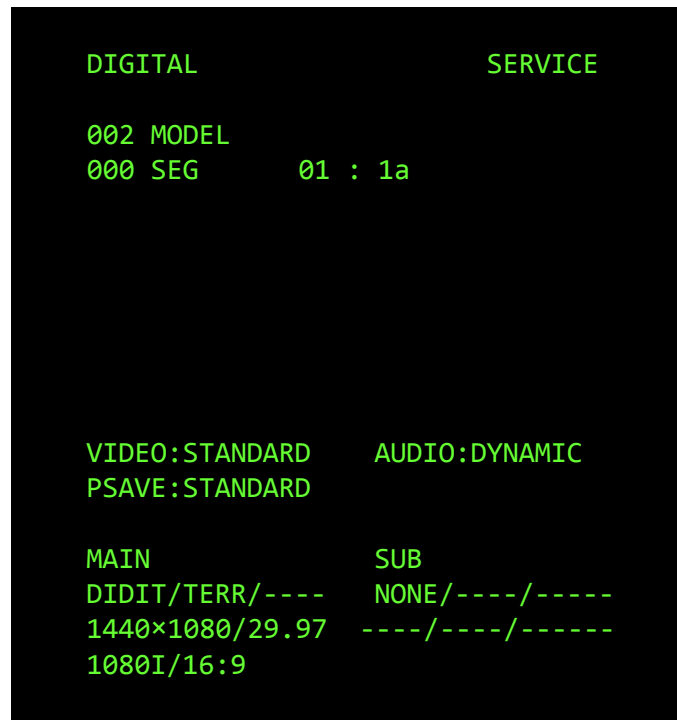 DIGITAL SERVICE
002 MODEL
000 SEG 01 : 1a
VIDEO:STANDARD AUDIO:DYNAMIC
PSAVE:STANDARD
MAIN SUB
DIDIT/TERR/---- NONE/----/-----
1440×1080/29.97 ----/----/------
1080I/16:9